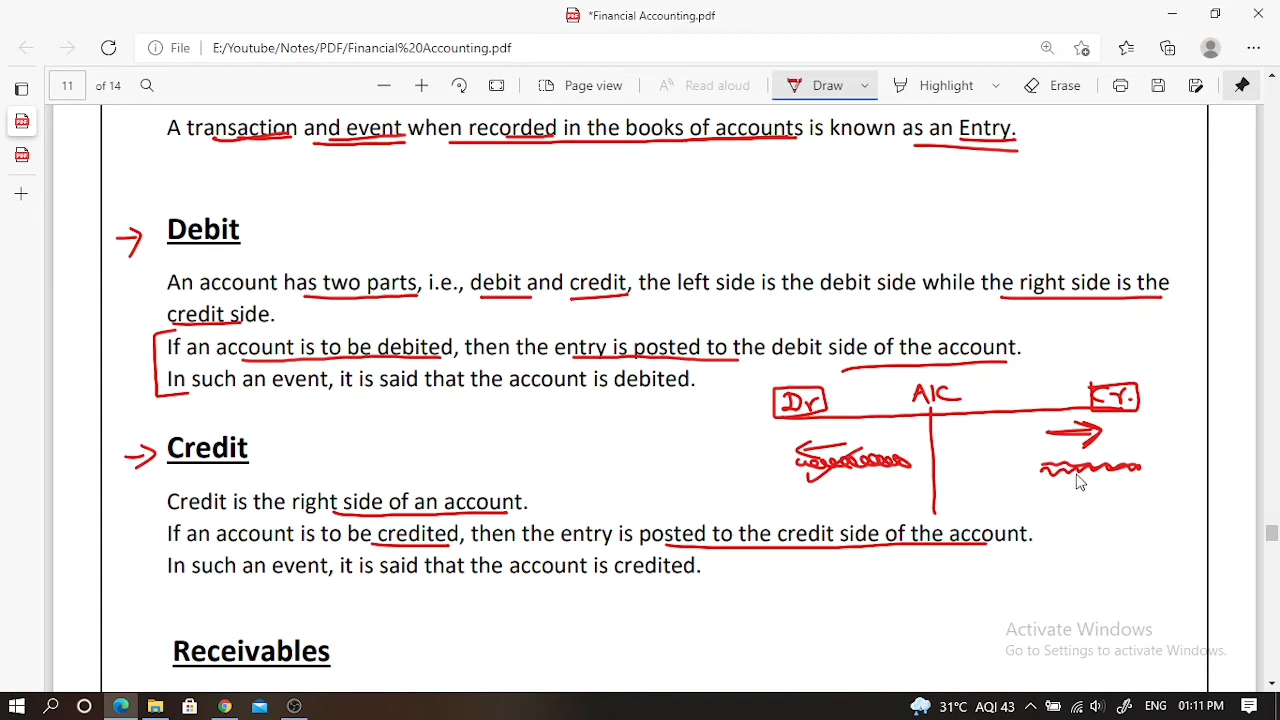 *Financial Accounting.pdf
File E:/Youtube/Notes/PDF/Financial%20Accounting.pdf
11 of 14 Page view Read aloud Draw Highlight Erase
A transaction and event when recorded in the books of accounts is known as an Entry.
Debit
An account has two parts, i.e., debit and credit, the left side is the debit side while the right side is the
credit side.
If an account is to be debited, then the entry is posted to the debit side of the account.
In such an event, it is said that the account is debited.
Dr A/C Cr.
Credit
Credit is the right side of an account.
If an account is to be credited, then the entry is posted to the credit side of the account.
In such an event, it is said that the account is credited.
Activate Windows
Go to Settings to activate Windows.
Receivables
31°C AQI 43 ENG 01:11 PM